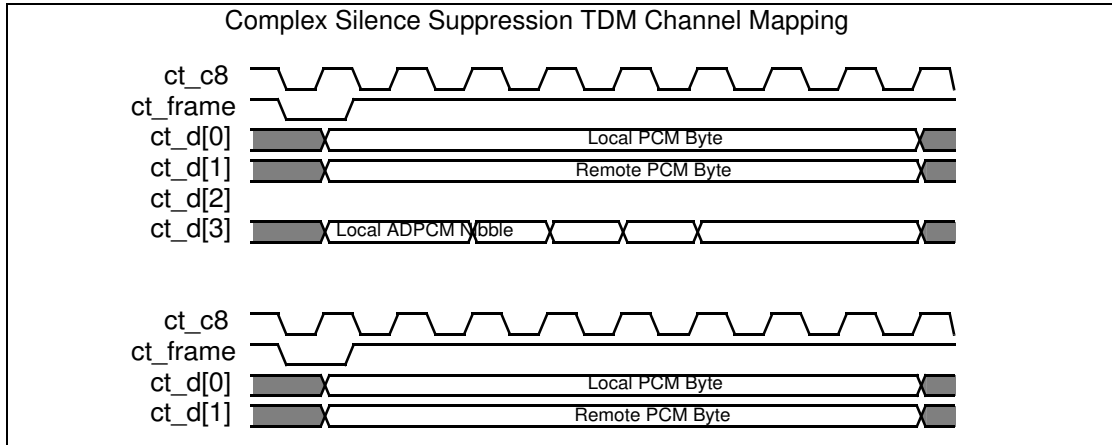 Complex Silence Suppression TDM Channel Mapping
ct_c8
ct_frame
ct_d[0] Local PCM Byte
ct_d[1] Remote PCM Byte
ct_d[2]
ct_d[3] Local ADPCM Nibble
ct_c8
ct_frame
ct_d[0] Local PCM Byte
ct_d[1] Remote PCM Byte